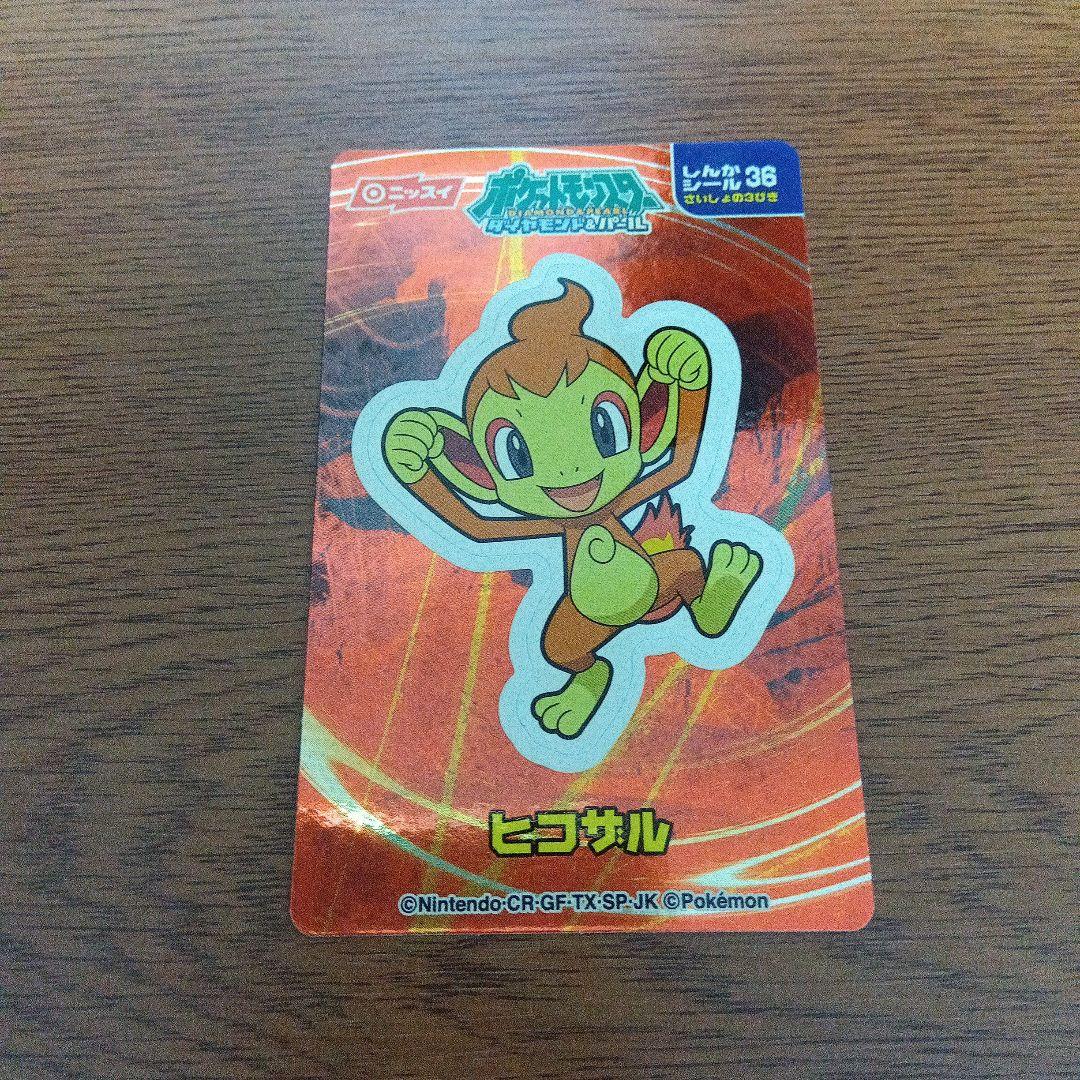 ニッスイ
ポケットモンスター
DIAMOND & PEARL
ダイヤモンド&パール
しんか
シール 36
さいしょの3びき
ヒコザル
©Nintendo・CR・GF・TX・SP・JK ©Pokémon